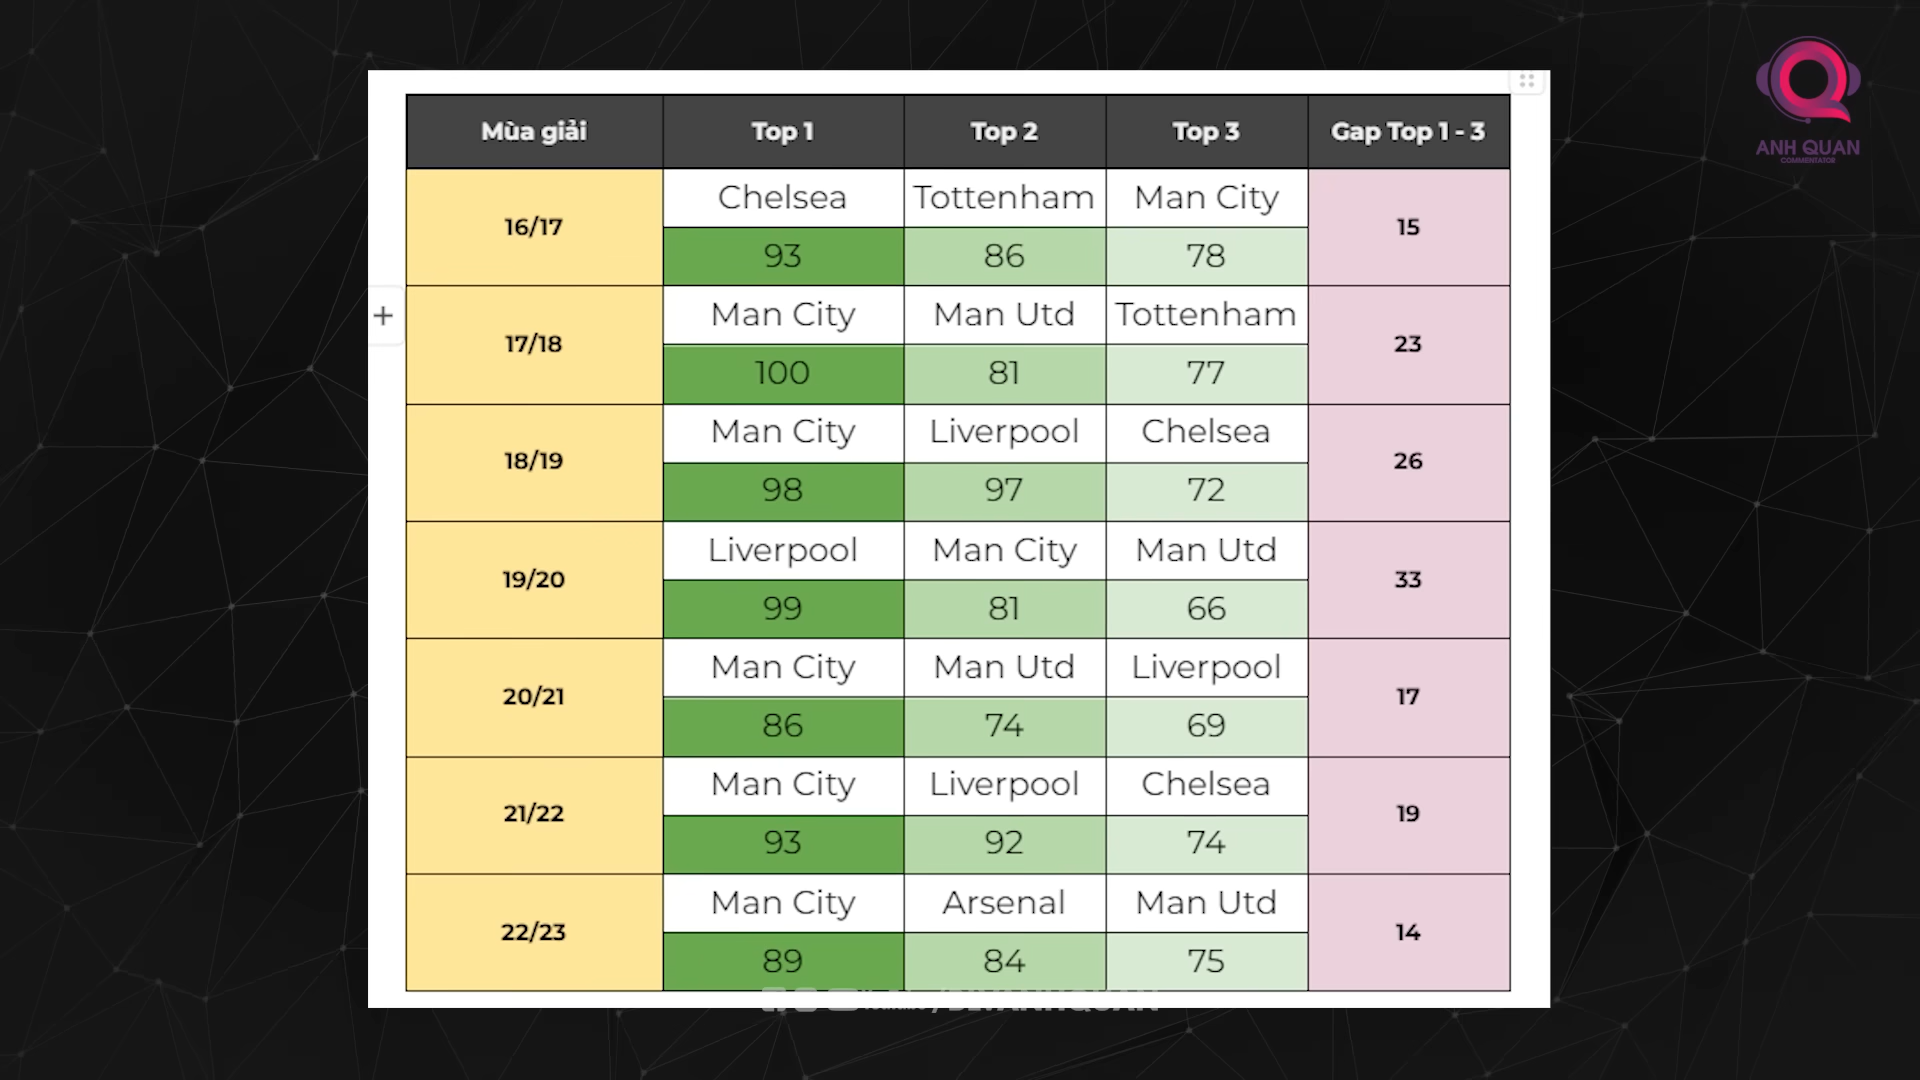 ANH QUAN
COMMENTATOR
Mùa giải Top 1 Top 2 Top 3 Gap Top 1 - 3
16/17 Chelsea Tottenham Man City 15
93 86 78
17/18 Man City Man Utd Tottenham 23
100 81 77
18/19 Man City Liverpool Chelsea 26
98 97 72
19/20 Liverpool Man City Man Utd 33
99 81 66
20/21 Man City Man Utd Liverpool 17
86 74 69
21/22 Man City Liverpool Chelsea 19
93 92 74
22/23 Man City Arsenal Man Utd 14
89 84 75